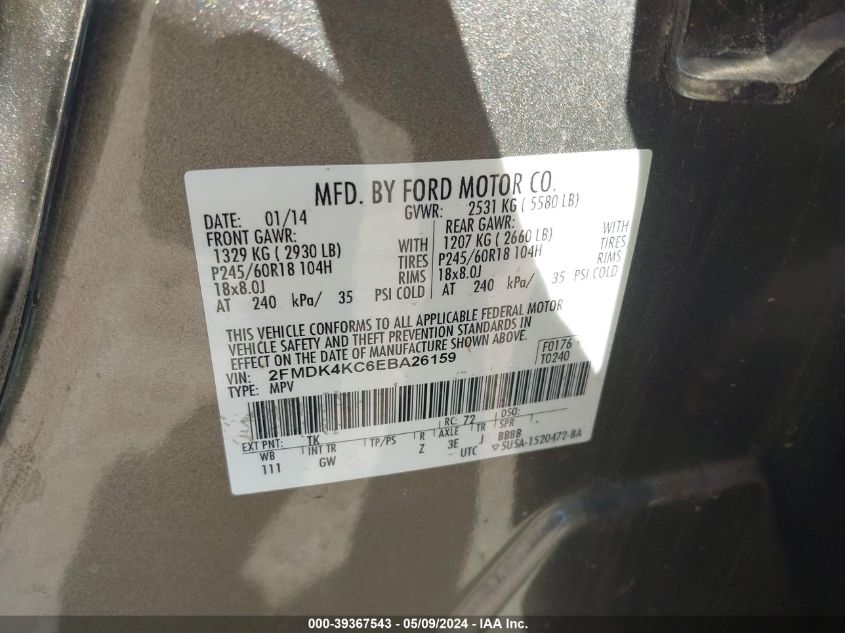 MFD. BY FORD MOTOR CO.
DATE: 01/14 GVWR: 2531 KG ( 5580 LB)
FRONT GAWR: REAR GAWR:
1329 KG ( 2930 LB) WITH 1207 KG ( 2660 LB) WITH
P245/60R18 104H TIRES P245/60R18 104H TIRES
18x8.0J RIMS 18x8.0J RIMS
AT 240 kPa/ 35 PSI COLD AT 240 kPa/ 35 PSI COLD
THIS VEHICLE CONFORMS TO ALL APPLICABLE FEDERAL MOTOR
VEHICLE SAFETY AND THEFT PREVENTION STANDARDS IN
EFFECT ON THE DATE OF MANUFACTURE SHOWN ABOVE.
VIN: 2FMDK4KC6EBA26159 F0176
TYPE: MPV T0240
EXT PNT: TK RC: 72 DSO:
WB INT TR TP/PS R AXLE TR SPR
111 GW Z 3E J BBBB
UTC ▽5U5A-1520472-BA
000-39367543 - 05/09/2024 - IAA Inc.